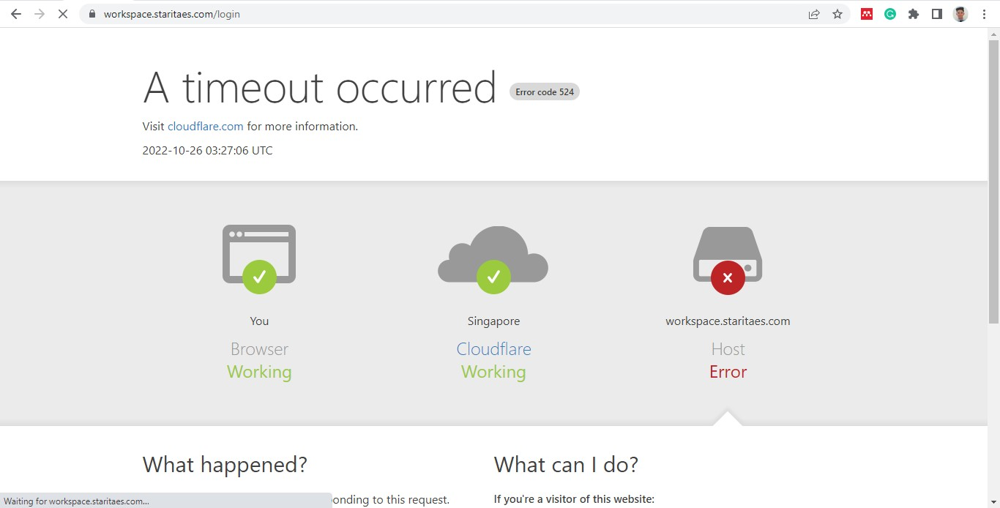 workspace.staritaes.com/login
A timeout occurred Error code 524
Visit cloudflare.com for more information.
2022-10-26 03:27:06 UTC
You
Browser
Working
Singapore
Cloudflare
Working
workspace.staritaes.com
Host
Error
What happened?
onding to this request.
What can I do?
If you're a visitor of this website:
Waiting for workspace.staritaes.com...